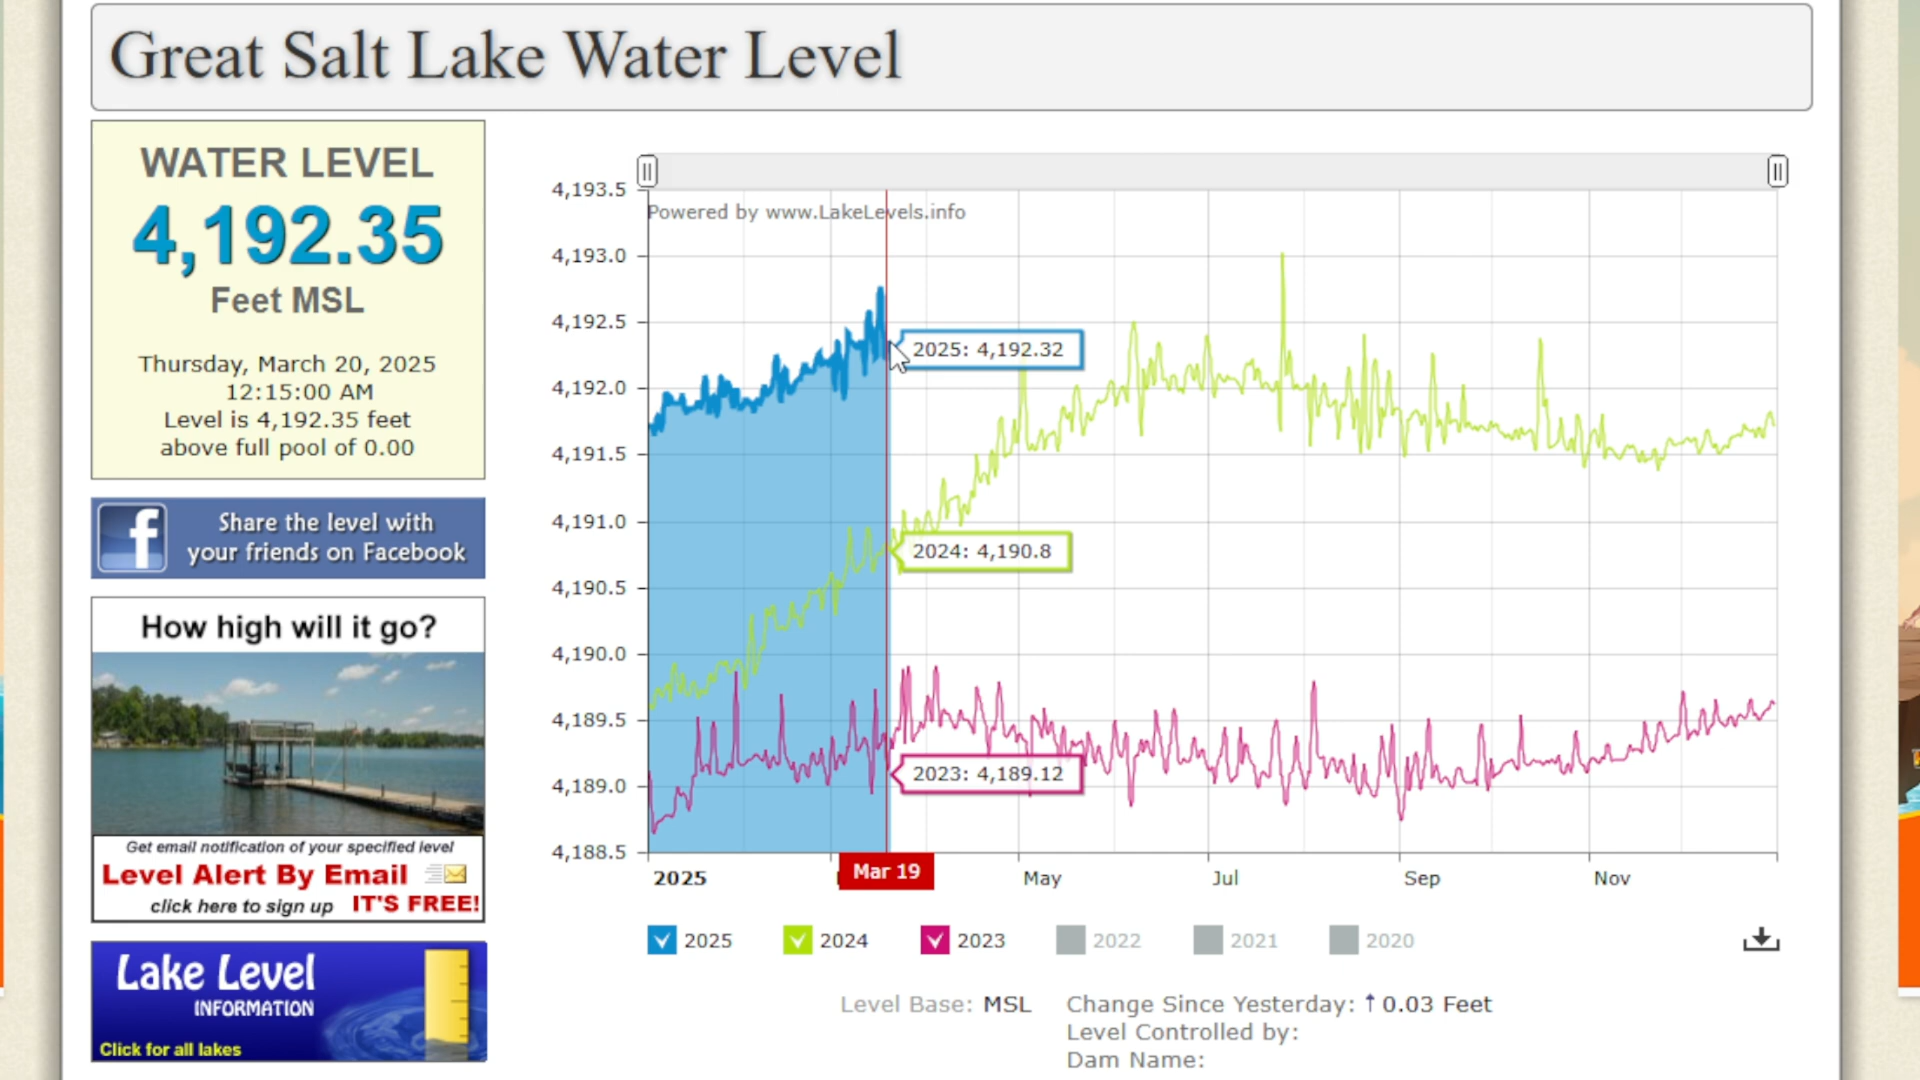 Great Salt Lake Water Level
WATER LEVEL
4,192.35
Feet MSL
Thursday, March 20, 2025
12:15:00 AM
Level is 4,192.35 feet
above full pool of 0.00
Share the level with
your friends on Facebook
How high will it go?
Get email notification of your specified level
Level Alert By Email
click here to sign up IT'S FREE!
Lake Level
INFORMATION
Click for all lakes
4,193.5
Powered by www.LakeLevels.info
4,193.0
4,192.5
2025: 4,192.32
4,192.0
4,191.5
4,191.0
2024: 4,190.8
4,190.5
4,190.0
4,189.5
2023: 4,189.12
4,189.0
4,188.5
2025 Mar 19 May Jul Sep Nov
2025 2024 2023 2022 2021 2020
Level Base: MSL Change Since Yesterday: ↑ 0.03 Feet
Level Controlled by:
Dam Name: